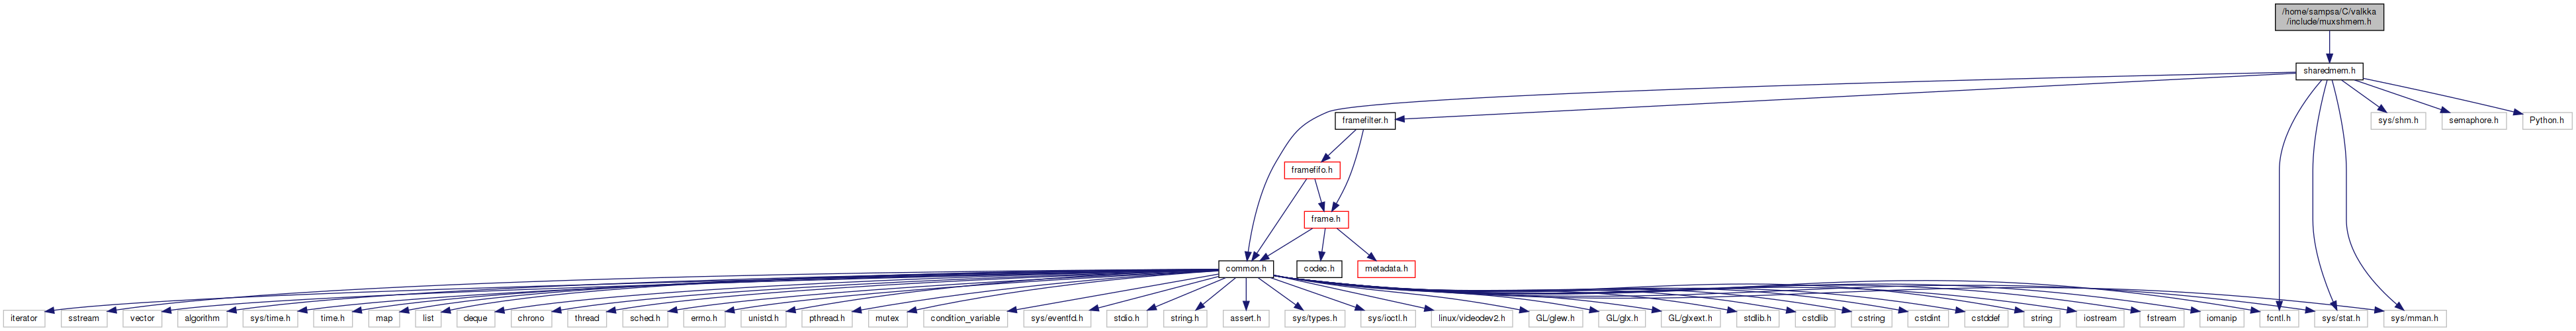 /home/sampsa/C/valkka
/include/muxshmem.h
sharedmem.h
framefilter.h
sys/shm.h
semaphore.h
Python.h
framefifo.h
frame.h
common.h
codec.h
metadata.h
iterator
sstream
vector
algorithm
sys/time.h
time.h
map
list
deque
chrono
thread
sched.h
errno.h
unistd.h
pthread.h
mutex
condition_variable
sys/eventfd.h
stdio.h
string.h
assert.h
sys/types.h
sys/ioctl.h
linux/videodev2.h
GL/glew.h
GL/glx.h
GL/glxext.h
stdlib.h
cstdlib
cstring
cstdint
cstddef
string
iostream
fstream
iomanip
fcntl.h
sys/stat.h
sys/mman.h